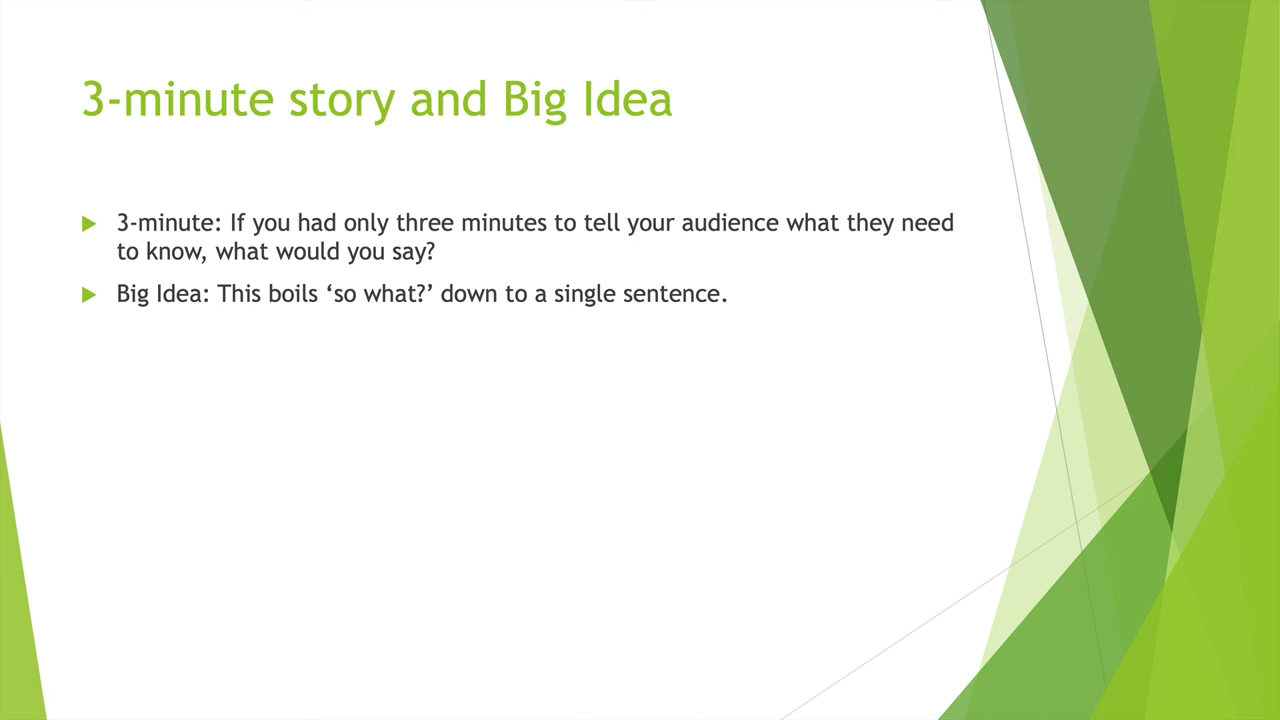 3-minute story and Big Idea
3-minute: If you had only three minutes to tell your audience what they need
to know, what would you say?
Big Idea: This boils ‘so what?’ down to a single sentence.